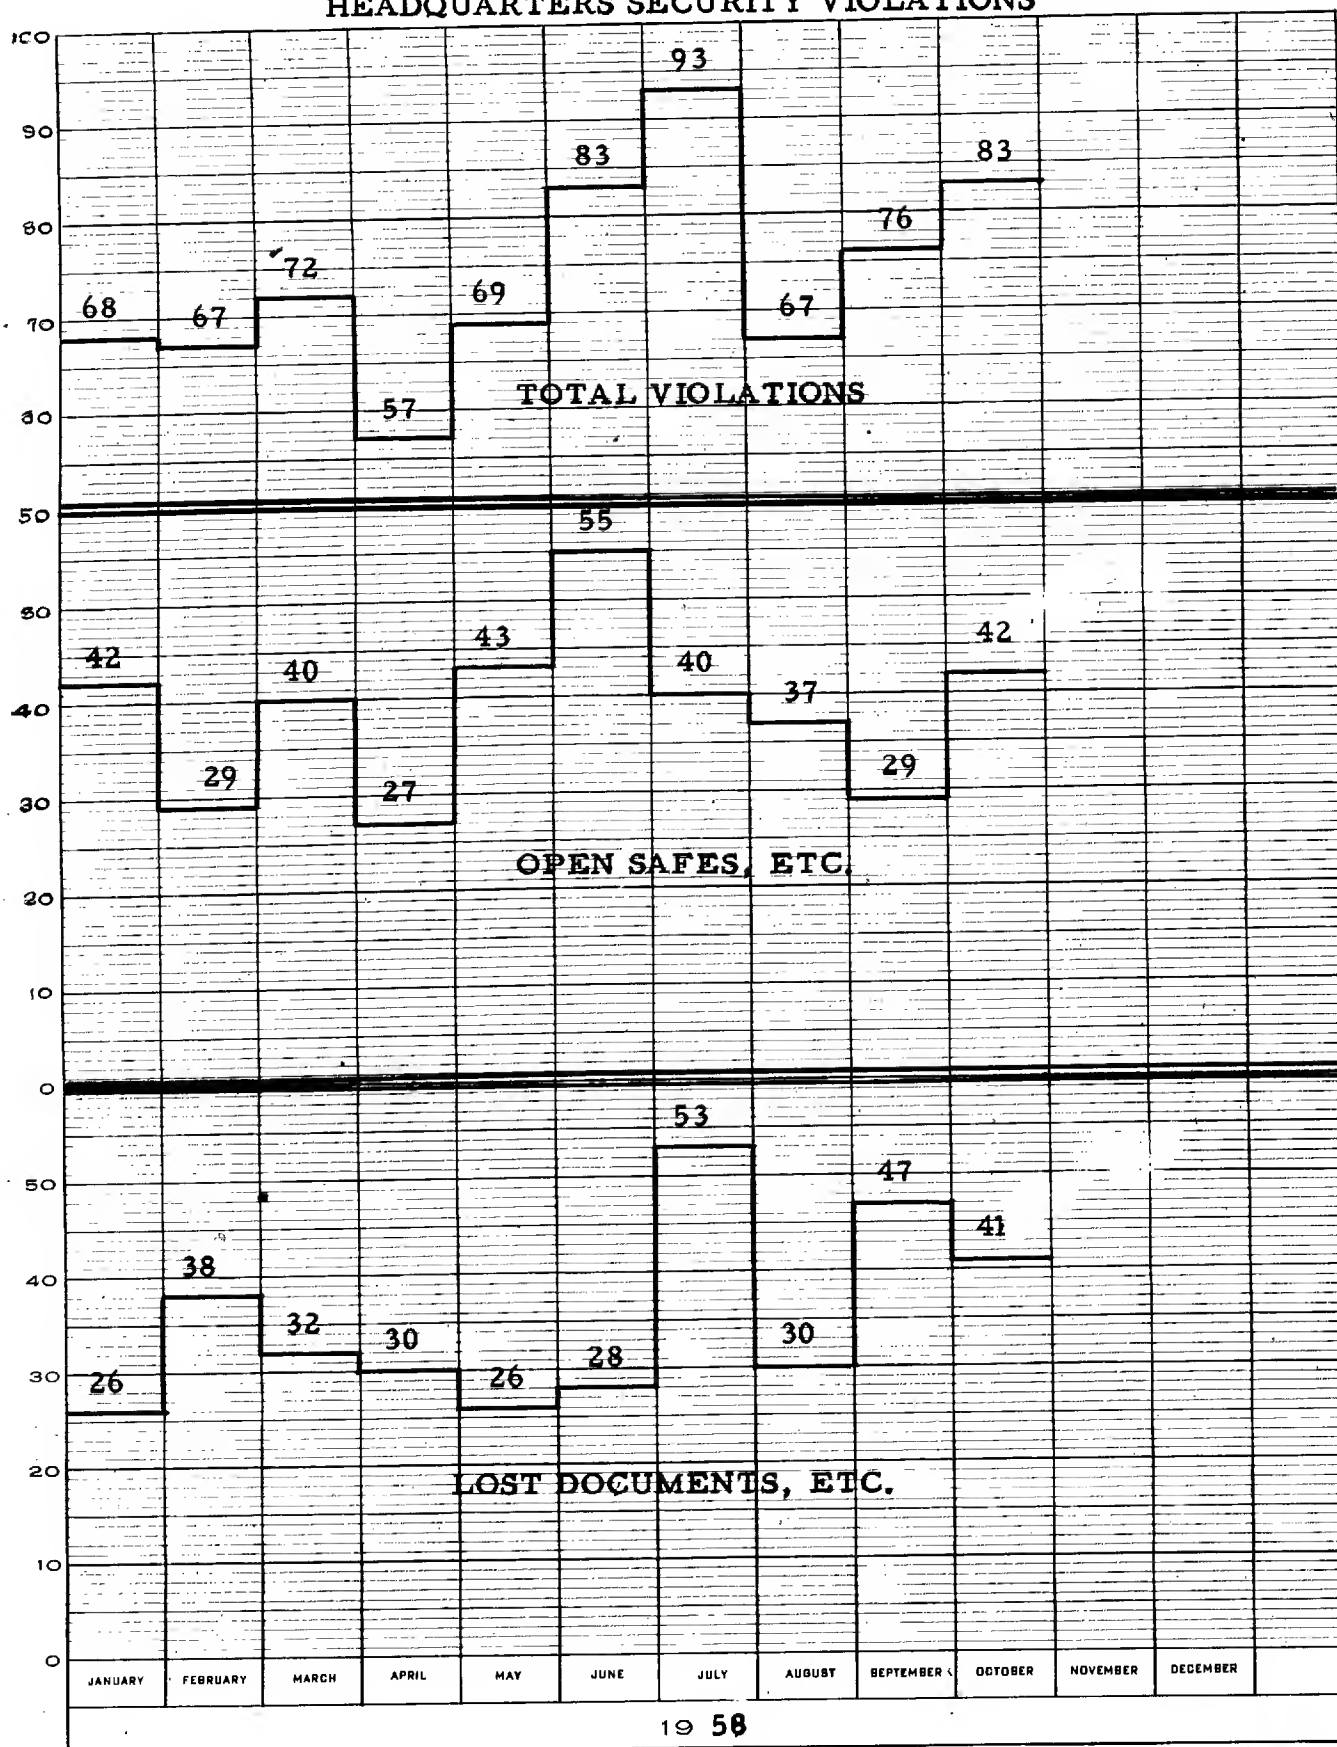 HEADQUARTERS SECURITY VIOLATIONS
100
93
90
83 83
80
76
72
68 67 69 67
70
TOTAL VIOLATIONS
57
60
50
55
50
42 40 43 40 37 42
40
29 27 29
30
OPEN SAFES, ETC.
20
10
0
53
50
47
41
38
40
32 30 30
26 26 28
30
20
LOST DOCUMENTS, ETC.
10
0
JANUARY FEBRUARY MARCH APRIL MAY JUNE JULY AUGUST SEPTEMBER OCTOBER NOVEMBER DECEMBER
19 58